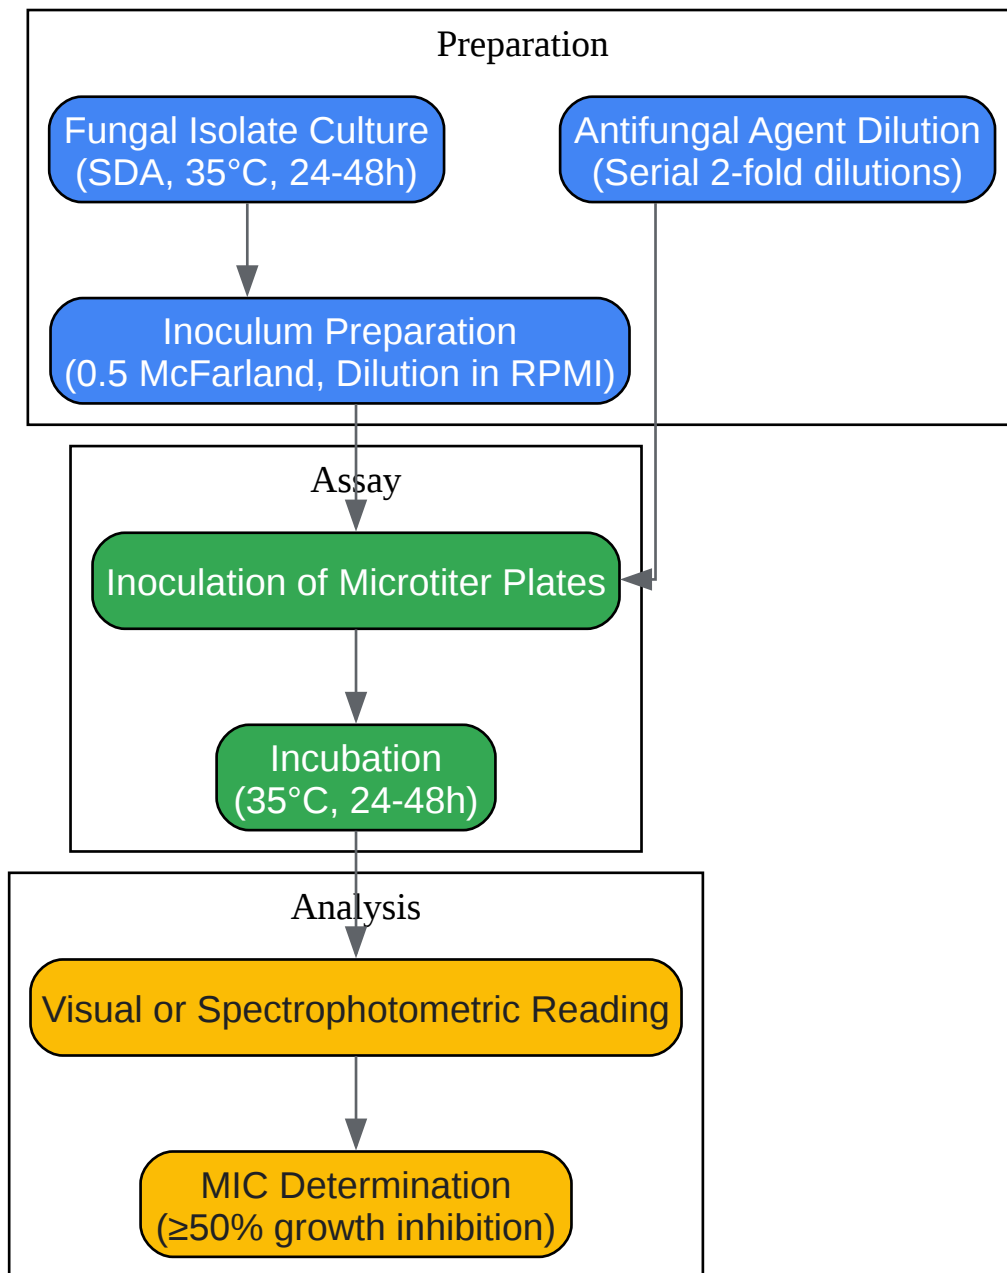 Preparation
Fungal Isolate Culture
(SDA, 35°C, 24-48h)
Antifungal Agent Dilution
(Serial 2-fold dilutions)
Inoculum Preparation
(0.5 McFarland, Dilution in RPMI)
Assay
Inoculation of Microtiter Plates
Incubation
(35°C, 24-48h)
Analysis
Visual or Spectrophotometric Reading
MIC Determination
(≥50% growth inhibition)